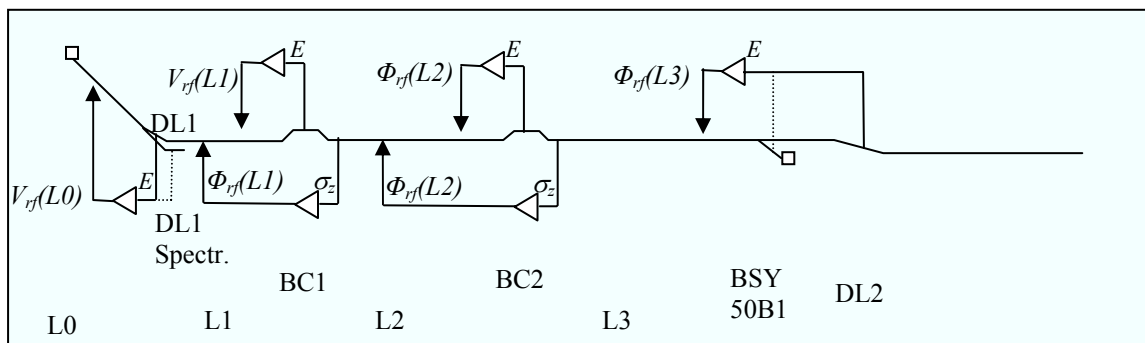 E
E
E
V_rf(L1)
Φ_rf(L2)
Φ_rf(L3)
DL1
V_rf(L0)
E
Φ_rf(L1)
σ_z
Φ_rf(L2)
σ_z
DL1
Spectr.
BC1
BC2
BSY
50B1
DL2
L0
L1
L2
L3